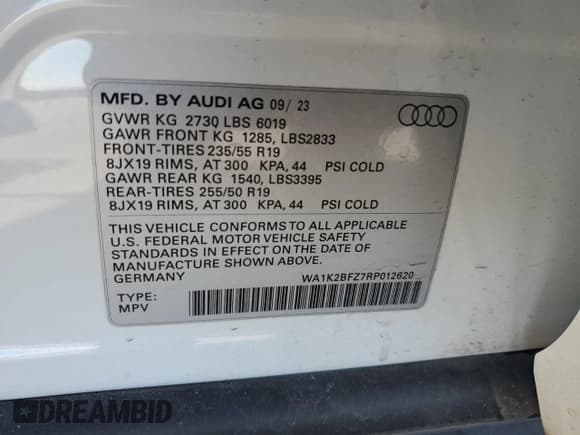 MFD. BY AUDI AG 09/ 23
GVWR KG 2730 LBS 6019
GAWR FRONT KG 1285, LBS2833
FRONT-TIRES 235/55 R19
8JX19 RIMS, AT 300 KPA, 44 PSI COLD
GAWR REAR KG 1540, LBS3395
REAR-TIRES 255/50 R19
8JX19 RIMS, AT 300 KPA, 44 PSI COLD
THIS VEHICLE CONFORMS TO ALL APPLICABLE
U.S. FEDERAL MOTOR VEHICLE SAFETY
STANDARDS IN EFFECT ON THE DATE OF
MANUFACTURE SHOWN ABOVE.
GERMANY WA1K2BFZ7RP012620
TYPE:
MPV
DREAMBID